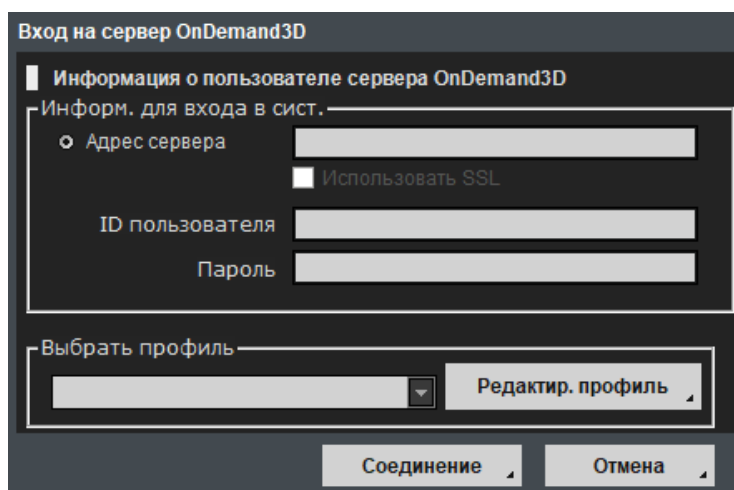 Вход на сервер OnDemand3D
Информация о пользователе сервера OnDemand3D
Информ. для входа в сист.
Адрес сервера
Использовать SSL
ID пользователя
Пароль
Выбрать профиль
Редактир. профиль
Соединение Отмена